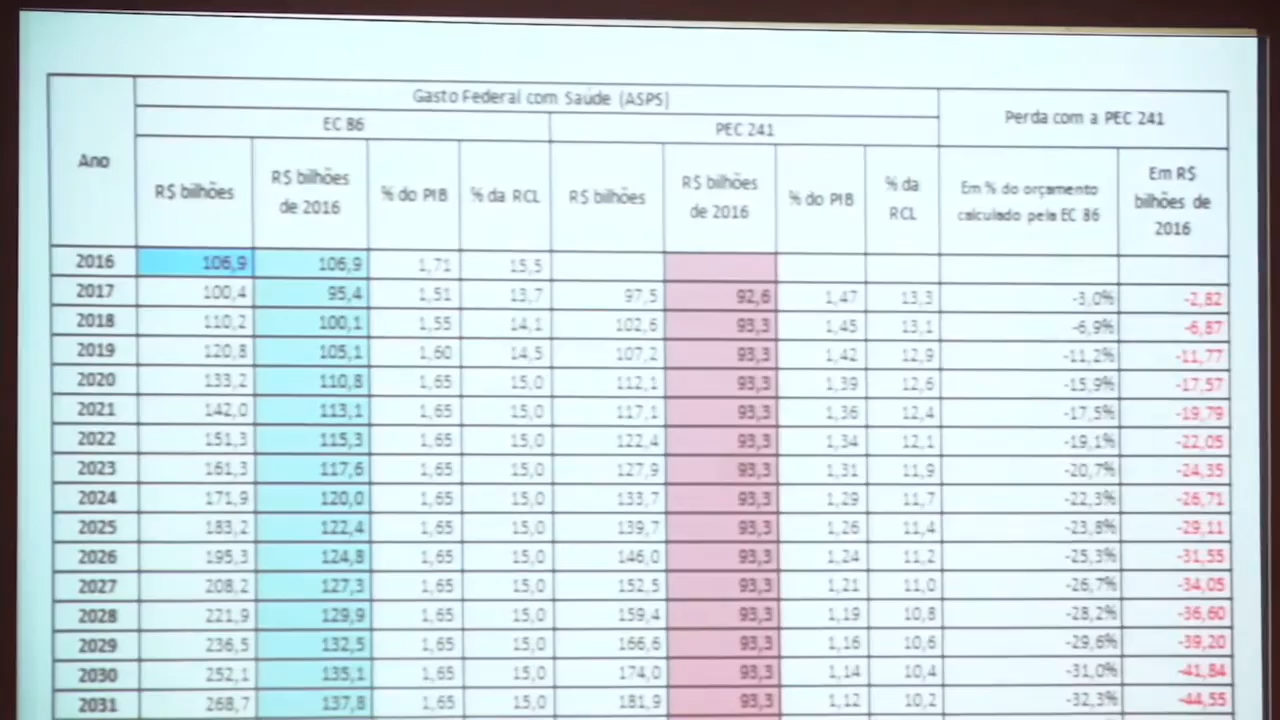 Gasto Federal com Saúde (ASPS)
Perda com a PEC 241
EC 86
PEC 241
Ano
R$ bilhões
R$ bilhões de 2016
% do PIB
% da RCL
R$ bilhões
R$ bilhões de 2016
% do PIB
% da RCL
Em % do orçamento calculado pela EC 86
Em R$ bilhões de 2016
2016 106,9 106,9 1,71 15,5
2017 100,4 95,4 1,51 13,7 97,5 92,6 1,47 13,3 -3,0% -2,82
2018 110,2 100,1 1,55 14,1 102,6 93,3 1,45 13,1 -6,9% -6,87
2019 120,8 105,1 1,60 14,5 107,2 93,3 1,42 12,9 -11,2% -11,77
2020 133,2 110,8 1,65 15,0 112,1 93,3 1,39 12,6 -15,9% -17,57
2021 142,0 113,1 1,65 15,0 117,1 93,3 1,36 12,4 -17,5% -19,79
2022 151,3 115,3 1,65 15,0 122,4 93,3 1,34 12,1 -19,1% -22,05
2023 161,3 117,6 1,65 15,0 127,9 93,3 1,31 11,9 -20,7% -24,35
2024 171,9 120,0 1,65 15,0 133,7 93,3 1,29 11,7 -22,3% -26,71
2025 183,2 122,4 1,65 15,0 139,7 93,3 1,26 11,4 -23,8% -29,11
2026 195,3 124,8 1,65 15,0 146,0 93,3 1,24 11,2 -25,3% -31,55
2027 208,2 127,3 1,65 15,0 152,5 93,3 1,21 11,0 -26,7% -34,05
2028 221,9 129,9 1,65 15,0 159,4 93,3 1,19 10,8 -28,2% -36,60
2029 236,5 132,5 1,65 15,0 166,6 93,3 1,16 10,6 -29,6% -39,20
2030 252,1 135,1 1,65 15,0 174,0 93,3 1,14 10,4 -31,0% -41,84
2031 268,7 137,8 1,65 15,0 181,9 93,3 1,12 10,2 -32,3% -44,55